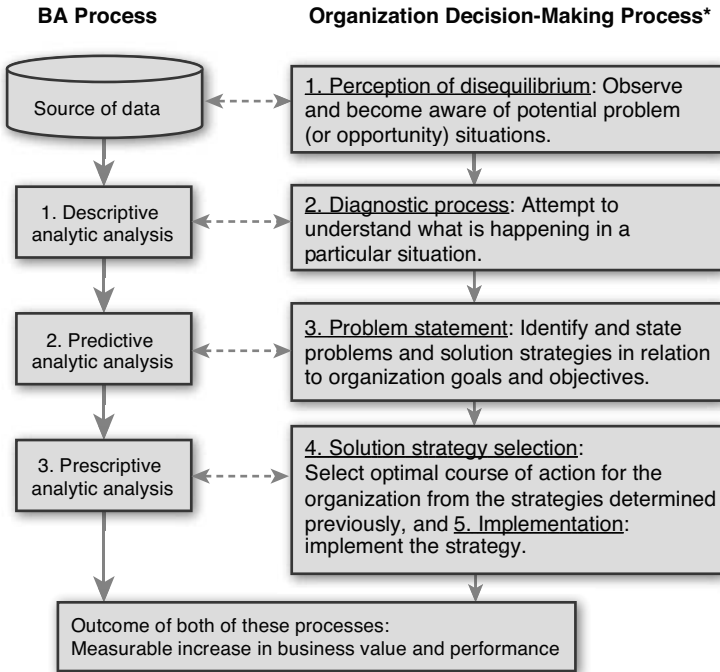 BA Process
Organization Decision-Making Process*
Source of data
1. Perception of disequilibrium: Observe
and become aware of potential problem
(or opportunity) situations.
1. Descriptive
analytic analysis
2. Diagnostic process: Attempt to
understand what is happening in a
particular situation.
2. Predictive
analytic analysis
3. Problem statement: Identify and state
problems and solution strategies in relation
to organization goals and objectives.
3. Prescriptive
analytic analysis
4. Solution strategy selection:
Select optimal course of action for the
organization from the strategies determined
previously, and 5. Implementation:
implement the strategy.
Outcome of both of these processes:
Measurable increase in business value and performance